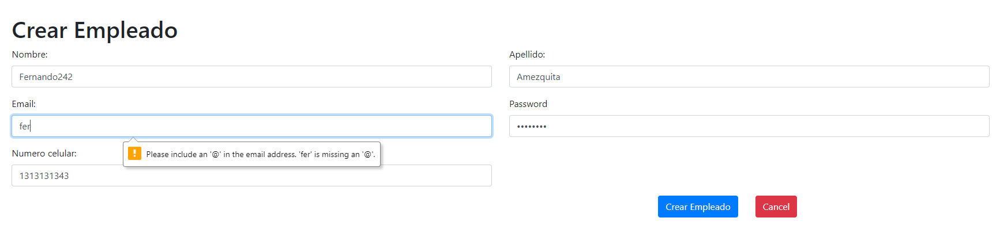 Crear Empleado
Nombre:
Apellido:
Fernando242
Amezquita
Email:
Password
fer
••••••••
Please include an '@' in the email address. 'fer' is missing an '@'.
Numero celular:
1313131343
Crear Empleado
Cancel